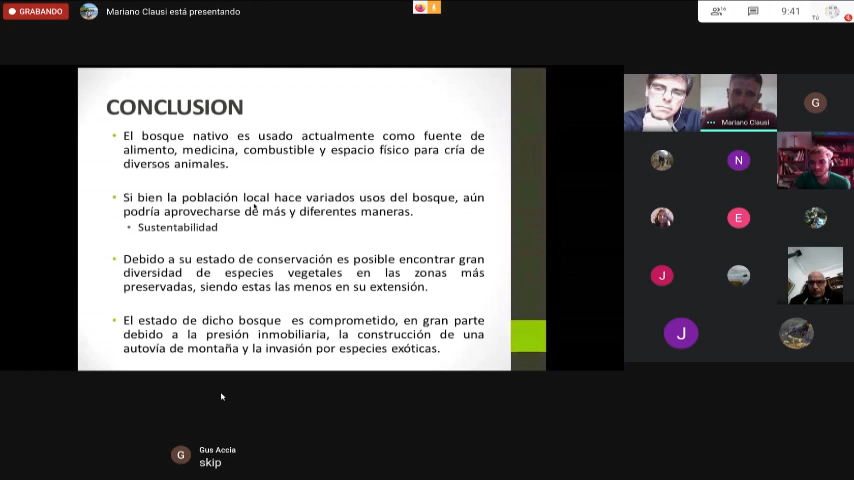 GRABANDO
Mariano Clausi está presentando
16
9:41
Tú
CONCLUSION
El bosque nativo es usado actualmente como fuente de
alimento, medicina, combustible y espacio físico para cría de
diversos animales.
Si bien la población local hace variados usos del bosque, aún
podría aprovecharse de más y diferentes maneras.
Sustentabilidad
Debido a su estado de conservación es posible encontrar gran
diversidad de especies vegetales en las zonas más
preservadas, siendo estas las menos en su extensión.
El estado de dicho bosque es comprometido, en gran parte
debido a la presión inmobiliaria, la construcción de una
autovía de montaña y la invasión por especies exóticas.
Mariano Clausi
G
N
E
J
J
G
Gus Accia
skip